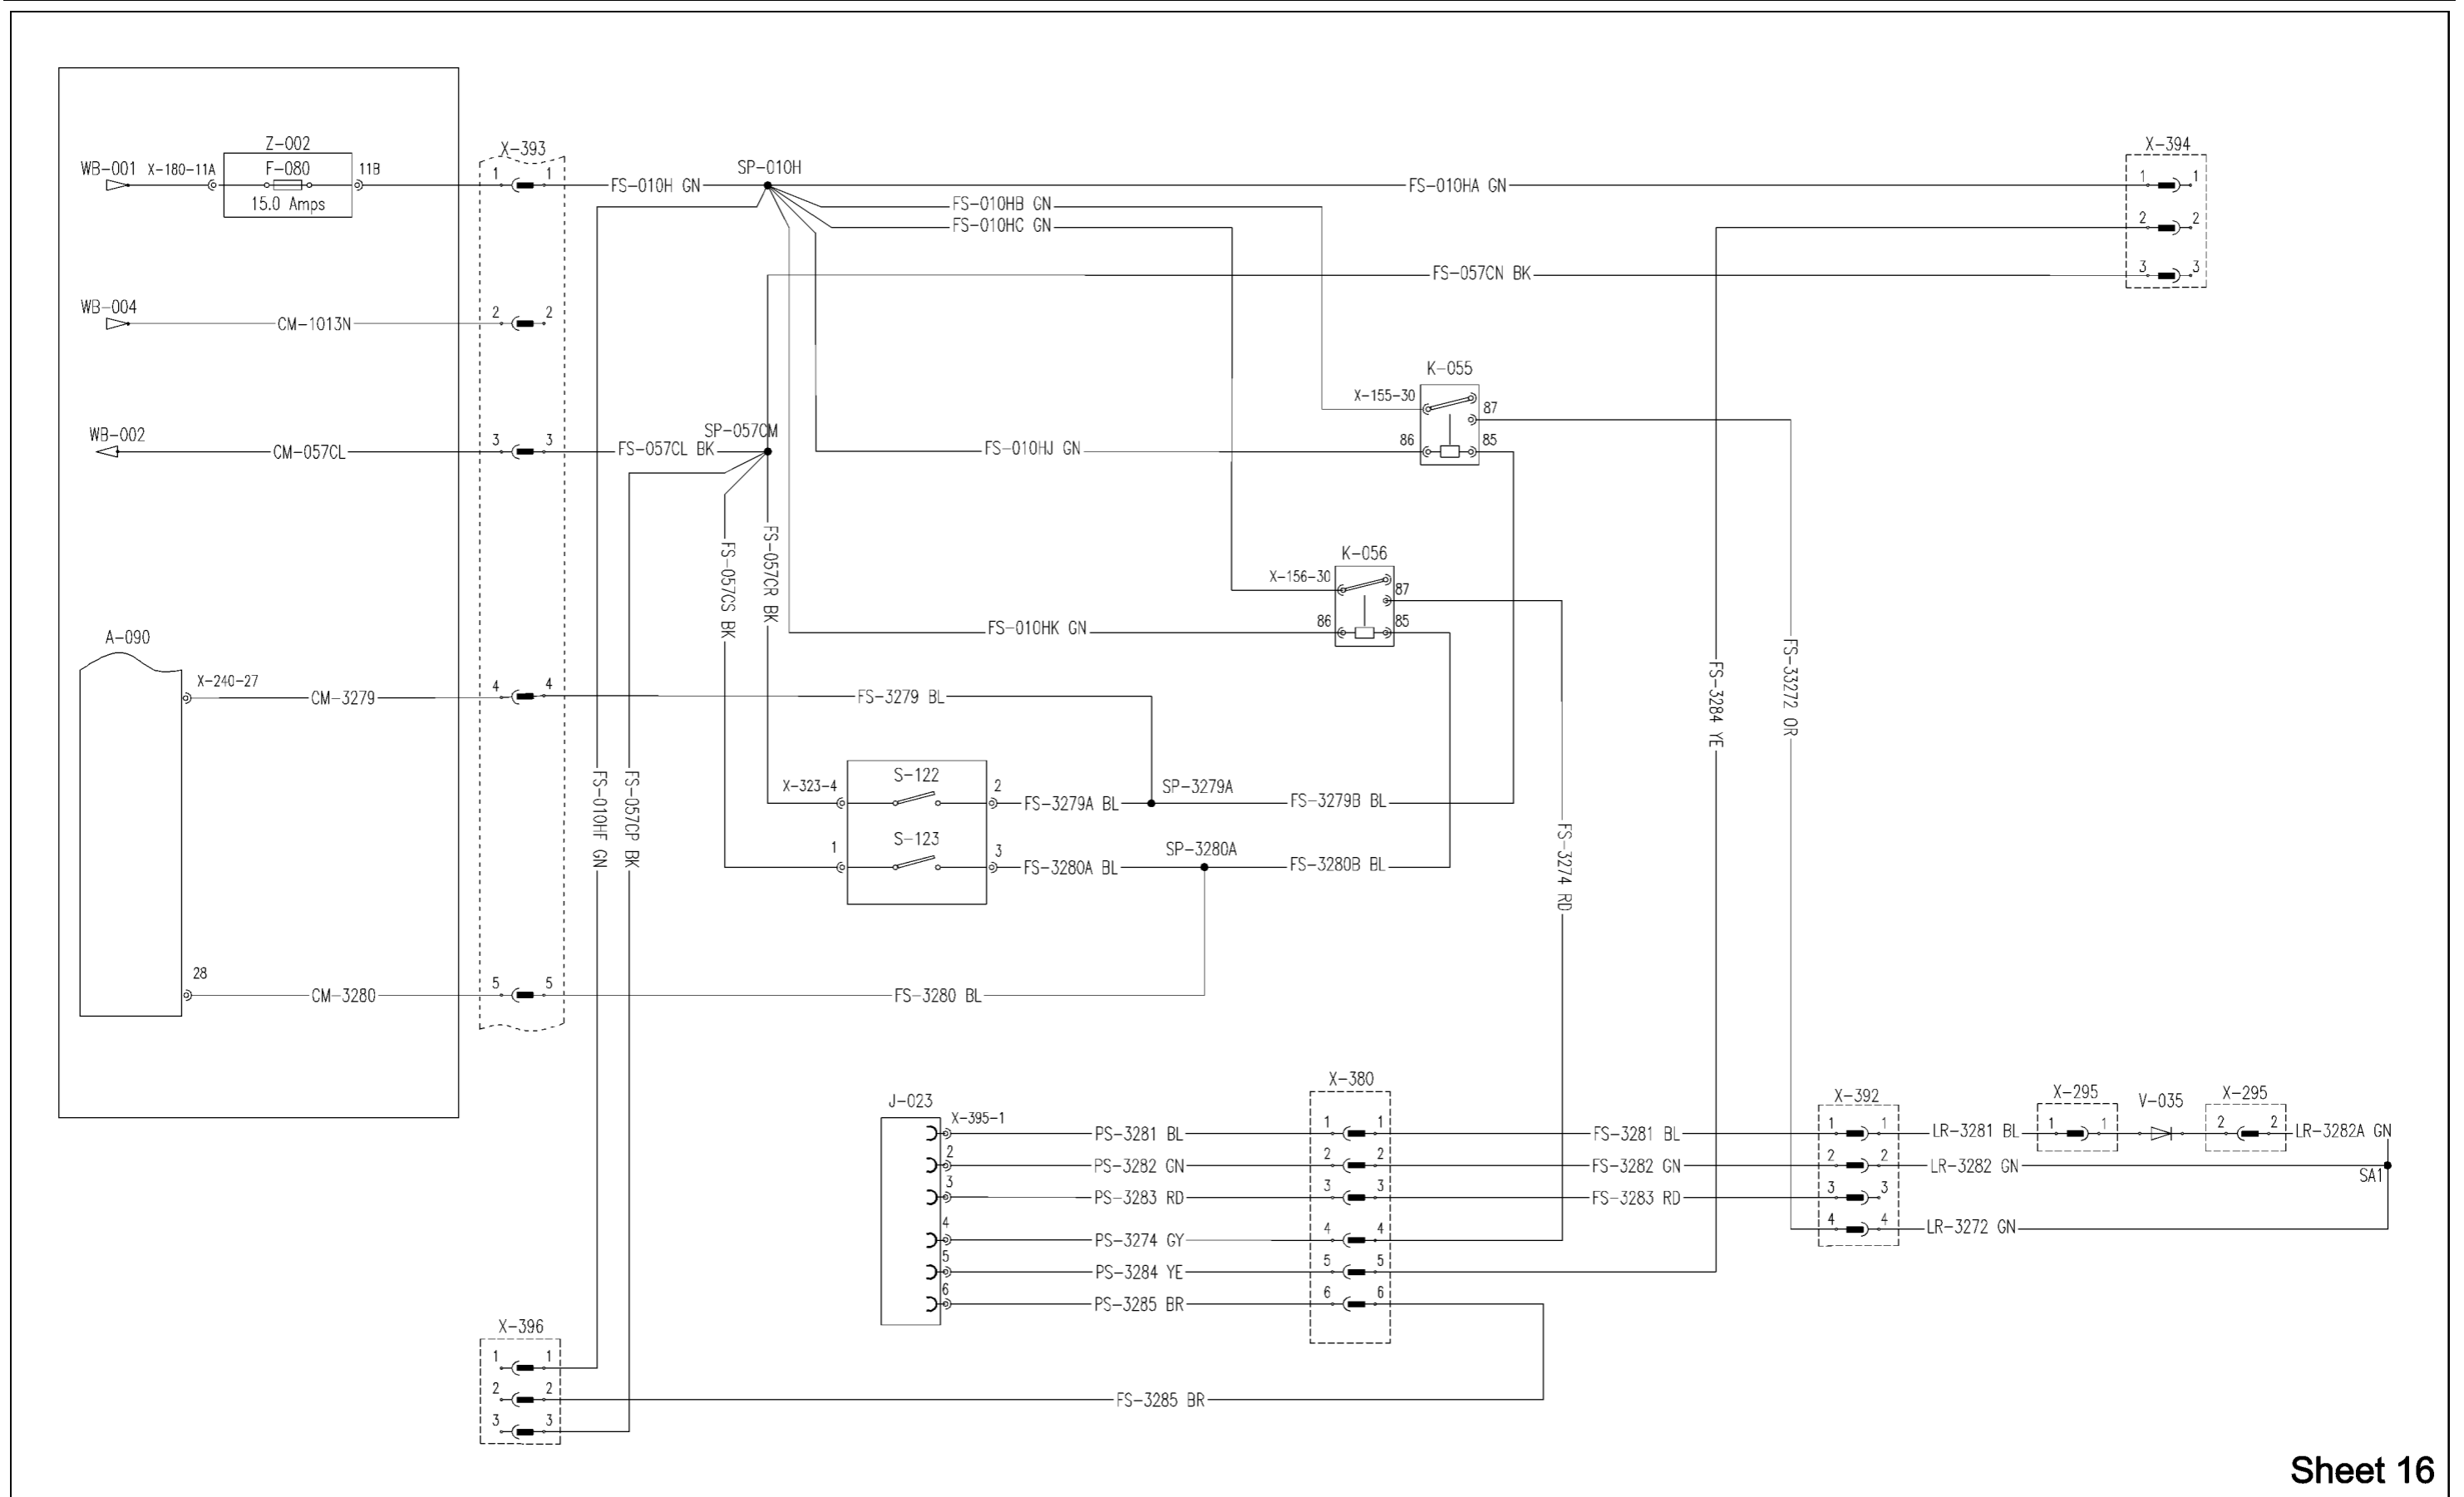 Z-002
X-393
X-394
WB-001 X-180-11A F-080 11B
15.0 Amps
1 1
FS-010H GN
SP-010H
FS-010HA GN
1 1
FS-010HB GN
FS-010HC GN
2 2
FS-057CN BK
3 3
WB-004
CM-1013N
2 2
K-055
X-155-30
87
86
85
WB-002
CM-057CL
3 3
FS-057CL BK
SP-057CM
FS-010HJ GN
FS-057CS BK
FS-057CR BK
K-056
X-156-30
87
86
85
FS-010HK GN
A-090
X-240-27
CM-3279
4 4
FS-3279 BL
FS-3284 YE
FS-33272 OR
FS-010HF GN
FS-057CP BK
X-323-4
S-122
2
FS-3279A BL
SP-3279A
FS-3279B BL
1
S-123
3
FS-3280A BL
SP-3280A
FS-3280B BL
FS-3274 RD
28
CM-3280
5 5
FS-3280 BL
J-023
X-395-1
X-380
X-392
X-295
V-035
X-295
PS-3281 BL
1 1
FS-3281 BL
1 1
LR-3281 BL
1 1
2 2
LR-3282A GN
2
PS-3282 GN
2 2
FS-3282 GN
2 2
LR-3282 GN
SA1
3
PS-3283 RD
3 3
FS-3283 RD
3 3
4
PS-3274 GY
4 4
4 4
LR-3272 GN
5
PS-3284 YE
5 5
6
PS-3285 BR
6 6
X-396
1 1
2 2
FS-3285 BR
3 3
Sheet 16